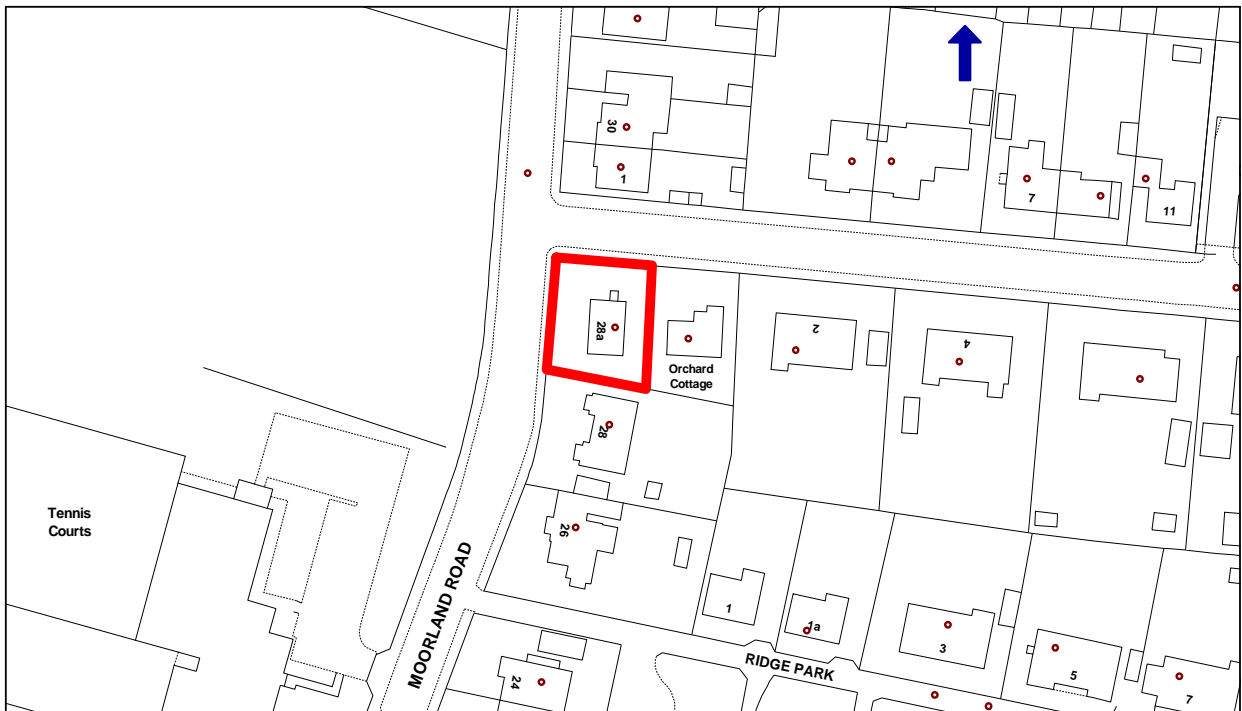 30
1
7
11
28a
2
4
Orchard
Cottage
28
Tennis
Courts
26
MOORLAND ROAD
1
1a
3
RIDGE PARK
5
24
7